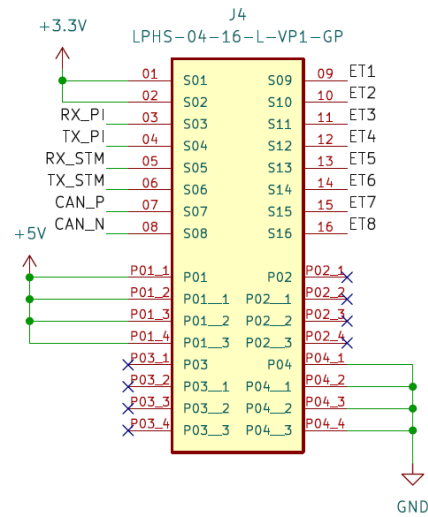 J4
LPHS-04-16-L-VP1-GP
+3.3V
01 S01 S09 09 ET1
02 S02 S10 10 ET2
RX_PI 03 S03 S11 11 ET3
TX_PI 04 S04 S12 12 ET4
RX_STM 05 S05 S13 13 ET5
TX_STM 06 S06 S14 14 ET6
CAN_P 07 S07 S15 15 ET7
CAN_N 08 S08 S16 16 ET8
+5V
P01_1 P01 P02 P02_1
P01_2 P01__1 P02__1 P02_2
P01_3 P01__2 P02__2 P02_3
P01_4 P01__3 P02__3 P02_4
P03_1 P03 P04 P04_1
P03_2 P03__1 P04__1 P04_2
P03_3 P03__2 P04__2 P04_3
P03_4 P03__3 P04__3 P04_4
GND